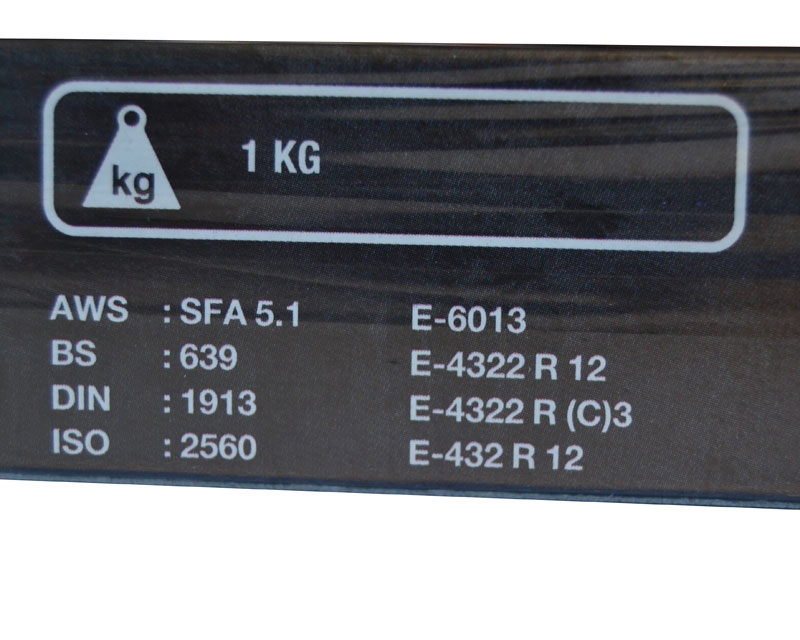 kg 1 KG
AWS : SFA 5.1 E-6013
BS : 639 E-4322 R 12
DIN : 1913 E-4322 R (C)3
ISO : 2560 E-432 R 12